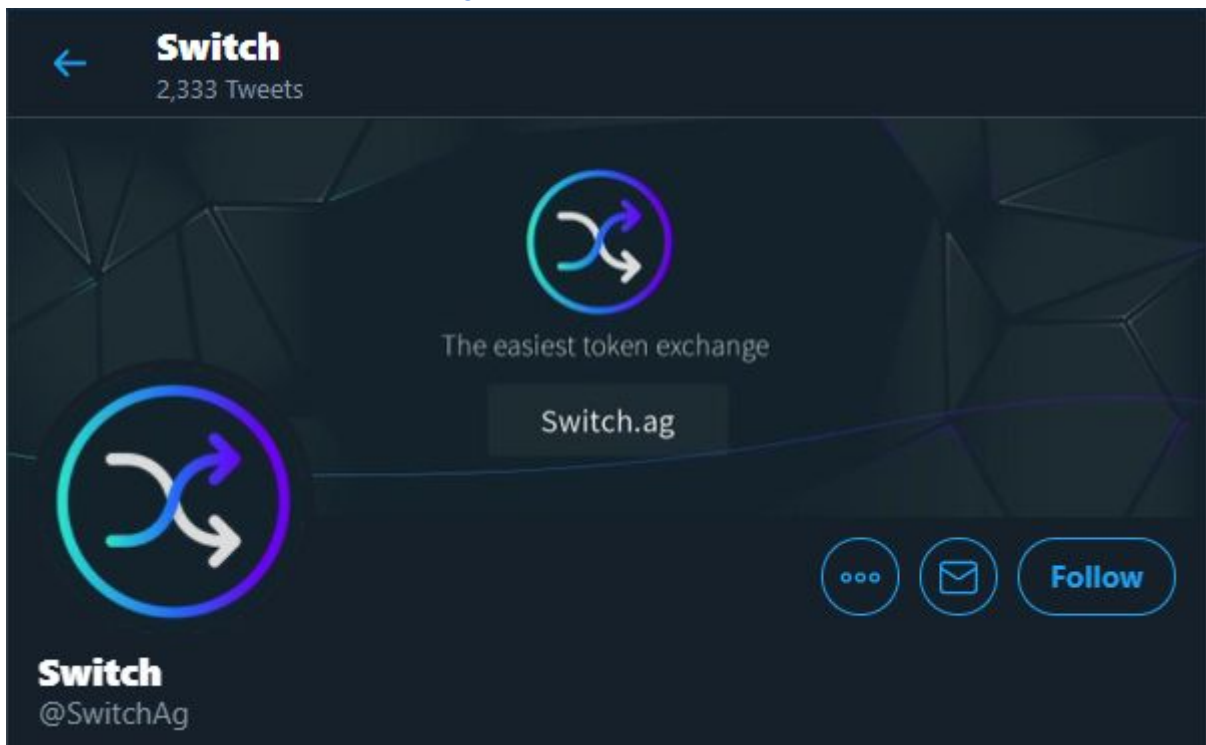 Switch
2,333 Tweets
The easiest token exchange
Switch.ag
Follow
Switch
@SwitchAg